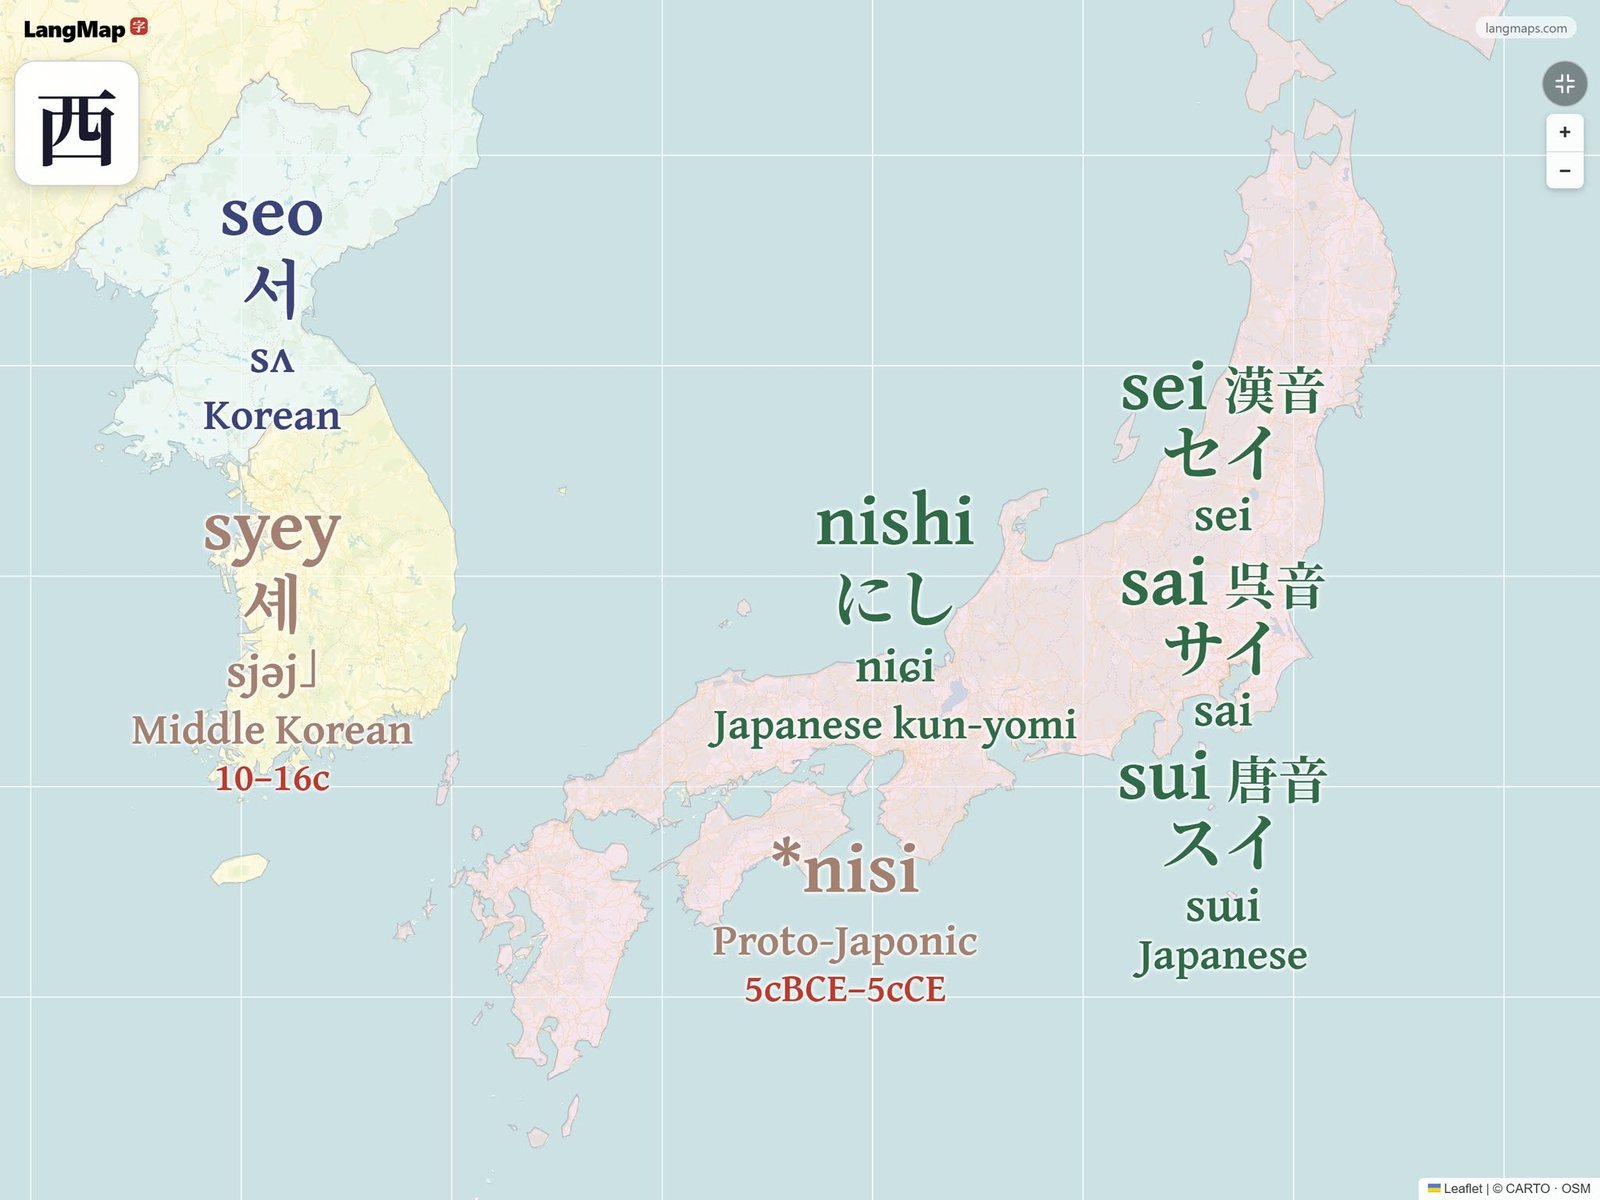 LangMap 字
langmaps.com
西
+
−
seo
서
sʌ
Korean
syey
셰
sjəj˩
Middle Korean
10–16c
nishi
にし
niɕi
Japanese kun-yomi
*nisi
Proto-Japonic
5cBCE–5cCE
sei 漢音
セイ
sei
sai 呉音
サイ
sai
sui 唐音
スイ
sɯi
Japanese
Leaflet | © CARTO · OSM